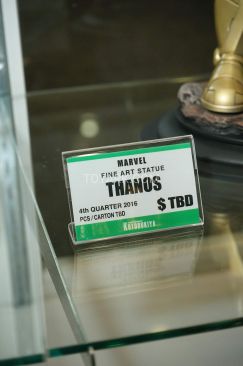 MARVEL
FINE ART STATUE
THANOS
4th QUARTER 2016
PCS / CARTON TBD
$ TBD
KOTOBUKIYA